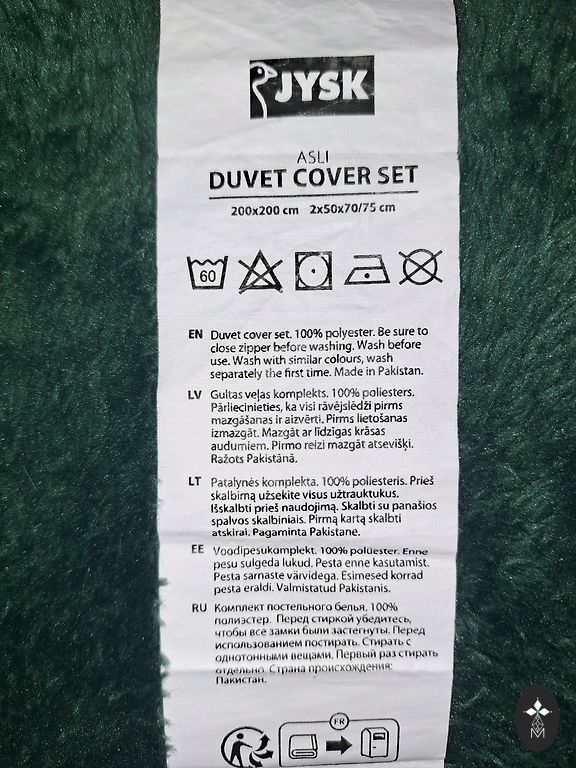 JYSK
ASLI
DUVET COVER SET
200x200 cm 2x50x70/75 cm
60
EN Duvet cover set. 100% polyester. Be sure to
close zipper before washing. Wash before
use. Wash with similar colours, wash
separately the first time. Made in Pakistan.
LV Gultas veļas komplekts. 100% poliesters.
Pārliecinieties, ka visi rāvējslēdži pirms
mazgāšanas ir aizvērti. Pirms lietošanas
izmazgāt. Mazgāt ar līdzīgas krāsas
audumiem. Pirmo reizi mazgāt atsevišķi.
Ražots Pakistānā.
LT Patalynės komplekta. 100% poliesteris. Prieš
skalbimą užsekite visus užtrauktukus.
Išskalbti prieš naudojimą. Skalbti su panašios
spalvos skalbiniais. Pirmą kartą skalbti
atskirai. Pagaminta Pakistane.
EE Voodipesukomplekt. 100% polüester. Enne
pesu sulgeda lukud. Pesta enne kasutamist.
Pesta sarnaste värvidega. Esimesed korrad
pesta eraldi. Valmistatud Pakistanis.
RU Комплект постельного белья. 100%
полиэстер. Перед стиркой убедитесь,
чтобы все замки были застегнуты. Перед
использованием постирать. Стирать с
однотонными вещами. Первый раз стирать
отдельно. Страна происхождения:
Пакистан.
FR
M